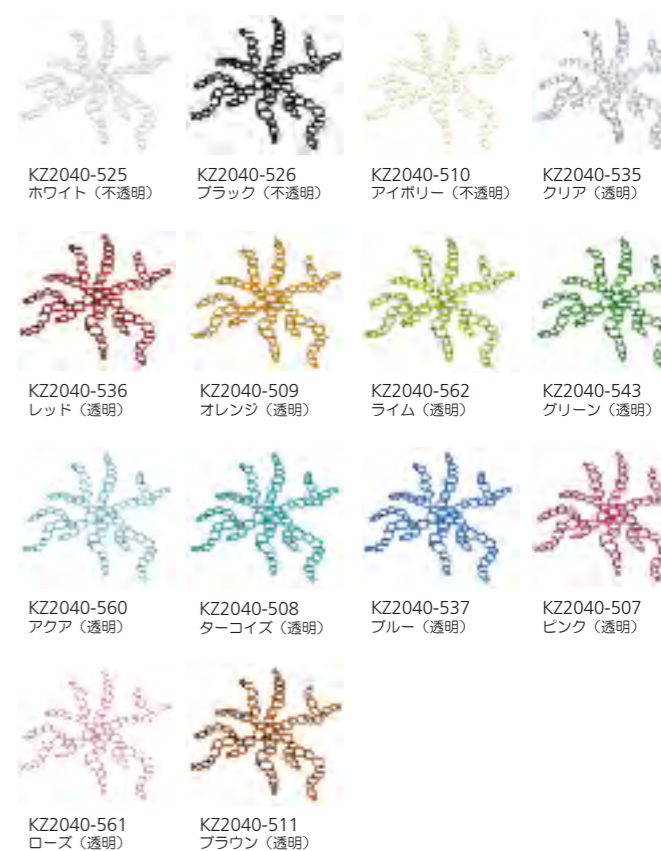 KZ2040-525
ホワイト（不透明）
KZ2040-526
ブラック（不透明）
KZ2040-510
アイボリー（不透明）
KZ2040-535
クリア（透明）
KZ2040-536
レッド（透明）
KZ2040-509
オレンジ（透明）
KZ2040-562
ライム（透明）
KZ2040-543
グリーン（透明）
KZ2040-560
アクア（透明）
KZ2040-508
ターコイズ（透明）
KZ2040-537
ブルー（透明）
KZ2040-507
ピンク（透明）
KZ2040-561
ローズ（透明）
KZ2040-511
ブラウン（透明）